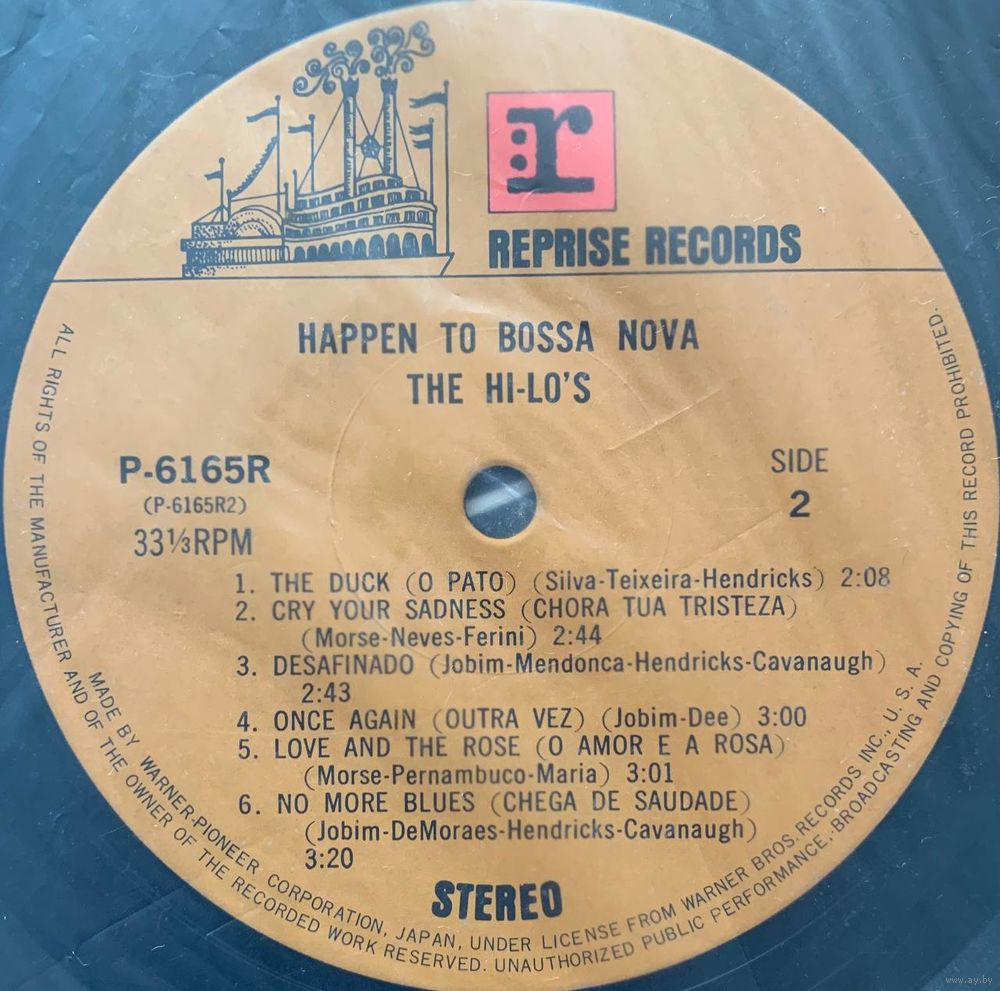 r
REPRISE RECORDS
HAPPEN TO BOSSA NOVA
THE HI-LO'S
P-6165R
(P-6165R2)
33⅓RPM
SIDE
2
1. THE DUCK (O PATO) (Silva-Teixeira-Hendricks) 2:08
2. CRY YOUR SADNESS (CHORA TUA TRISTEZA)
(Morse-Neves-Ferini) 2:44
3. DESAFINADO (Jobim-Mendonca-Hendricks-Cavanaugh)
2:43
4. ONCE AGAIN (OUTRA VEZ) (Jobim-Dee) 3:00
5. LOVE AND THE ROSE (O AMOR E A ROSA)
(Morse-Pernambuco-Maria) 3:01
6. NO MORE BLUES (CHEGA DE SAUDADE)
(Jobim-DeMoraes-Hendricks-Cavanaugh)
3:20
STEREO
MADE BY WARNER-PIONEER CORPORATION, JAPAN, UNDER LICENSE FROM WARNER BROS. RECORDS INC., U. S. A.
ALL RIGHTS OF THE MANUFACTURER AND OF THE OWNER OF THE RECORDED WORK RESERVED. UNAUTHORIZED PUBLIC PERFORMANCE, BROADCASTING AND COPYING OF THIS RECORD PROHIBITED.
www.ay.by